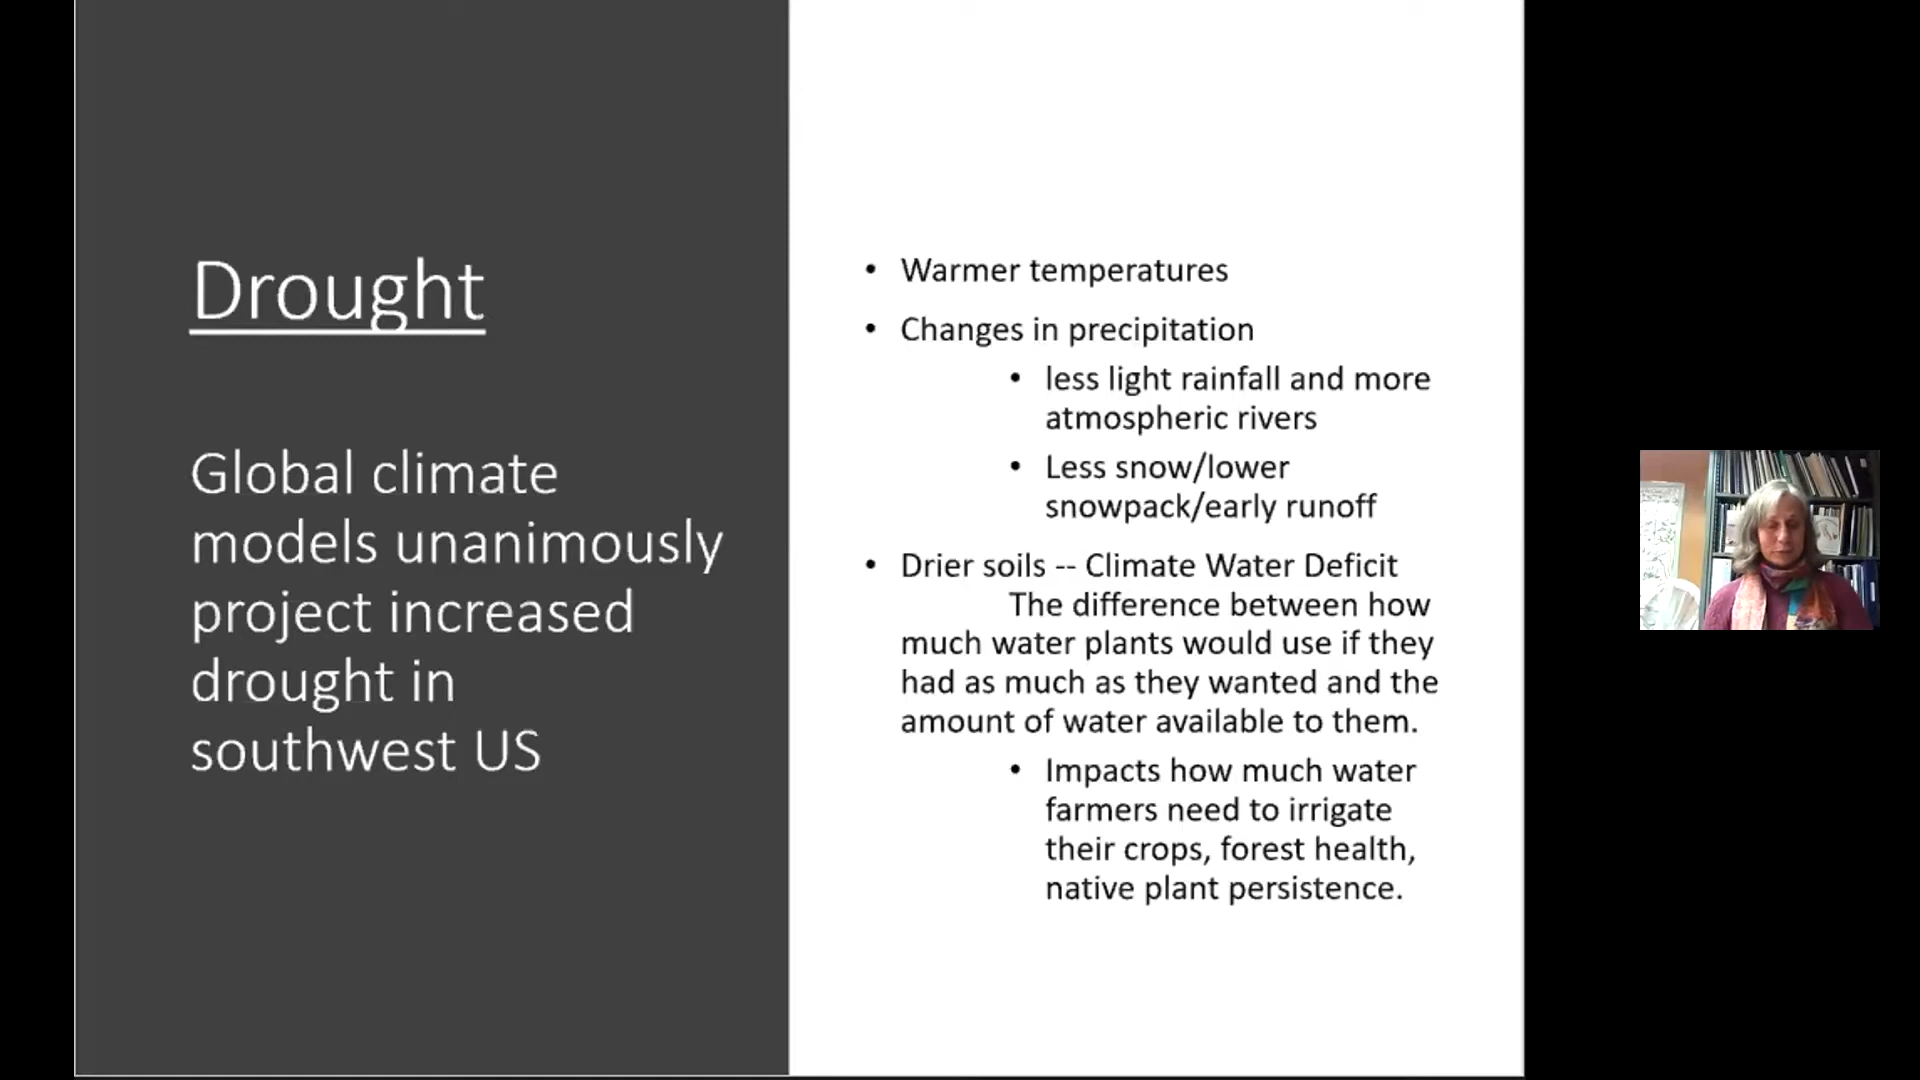 Drought
Global climate
models unanimously
project increased
drought in
southwest US
• Warmer temperatures
• Changes in precipitation
• less light rainfall and more
atmospheric rivers
• Less snow/lower
snowpack/early runoff
• Drier soils -- Climate Water Deficit
The difference between how
much water plants would use if they
had as much as they wanted and the
amount of water available to them.
• Impacts how much water
farmers need to irrigate
their crops, forest health,
native plant persistence.